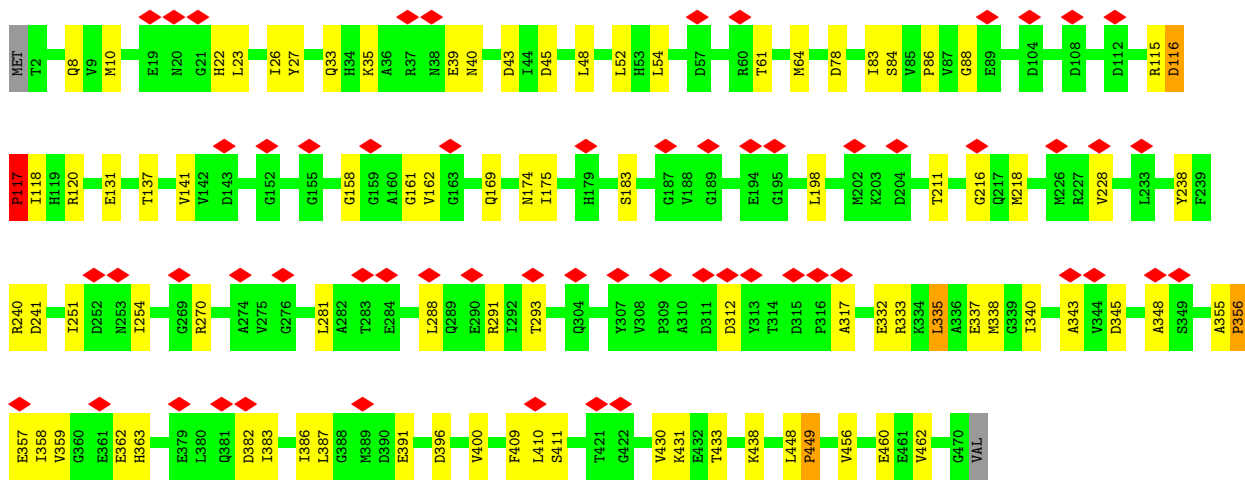 MET T2 Q8 V9 M10 E19 N20 G21 H22 L23 I26 Y27 Q33 H34 K35 A36 R37 N38 E39 N40 D43 I44 D45 L48 L52 H53 L54 D57 R60 T61 M64 D78 I83 S84 V85 P86 V87 G88 E89 D104 D108 D112 R115 D116
P117 I118 H119 R120 E131 T137 V141 V142 D143 G152 G155 G158 G159 A160 G161 V162 G163 Q169 N174 I175 H179 S183 G187 V188 G189 E194 G195 L198 M202 K203 D204 T211 G216 Q217 M218 M226 R227 V228 L233 Y238 F239
R240 D241 I251 D252 N253 I254 G269 R270 A274 V275 G276 L281 A282 T283 E284 L288 Q289 E290 R291 I292 T293 Q304 Y307 V308 P309 A310 D311 D312 Y313 T314 D315 P316 A317 E332 R333 K334 L335 A336 E337 M338 G339 I340 A343 V344 D345 A348 S349 A355 P356
E357 I358 V359 G360 E361 E362 H363 E379 L380 Q381 D382 I383 I386 L387 G388 M389 D390 E391 D396 V400 F409 L410 S411 T421 G422 V430 K431 E432 T433 K438 L448 P449 V456 E460 E461 V462 G470 VAL